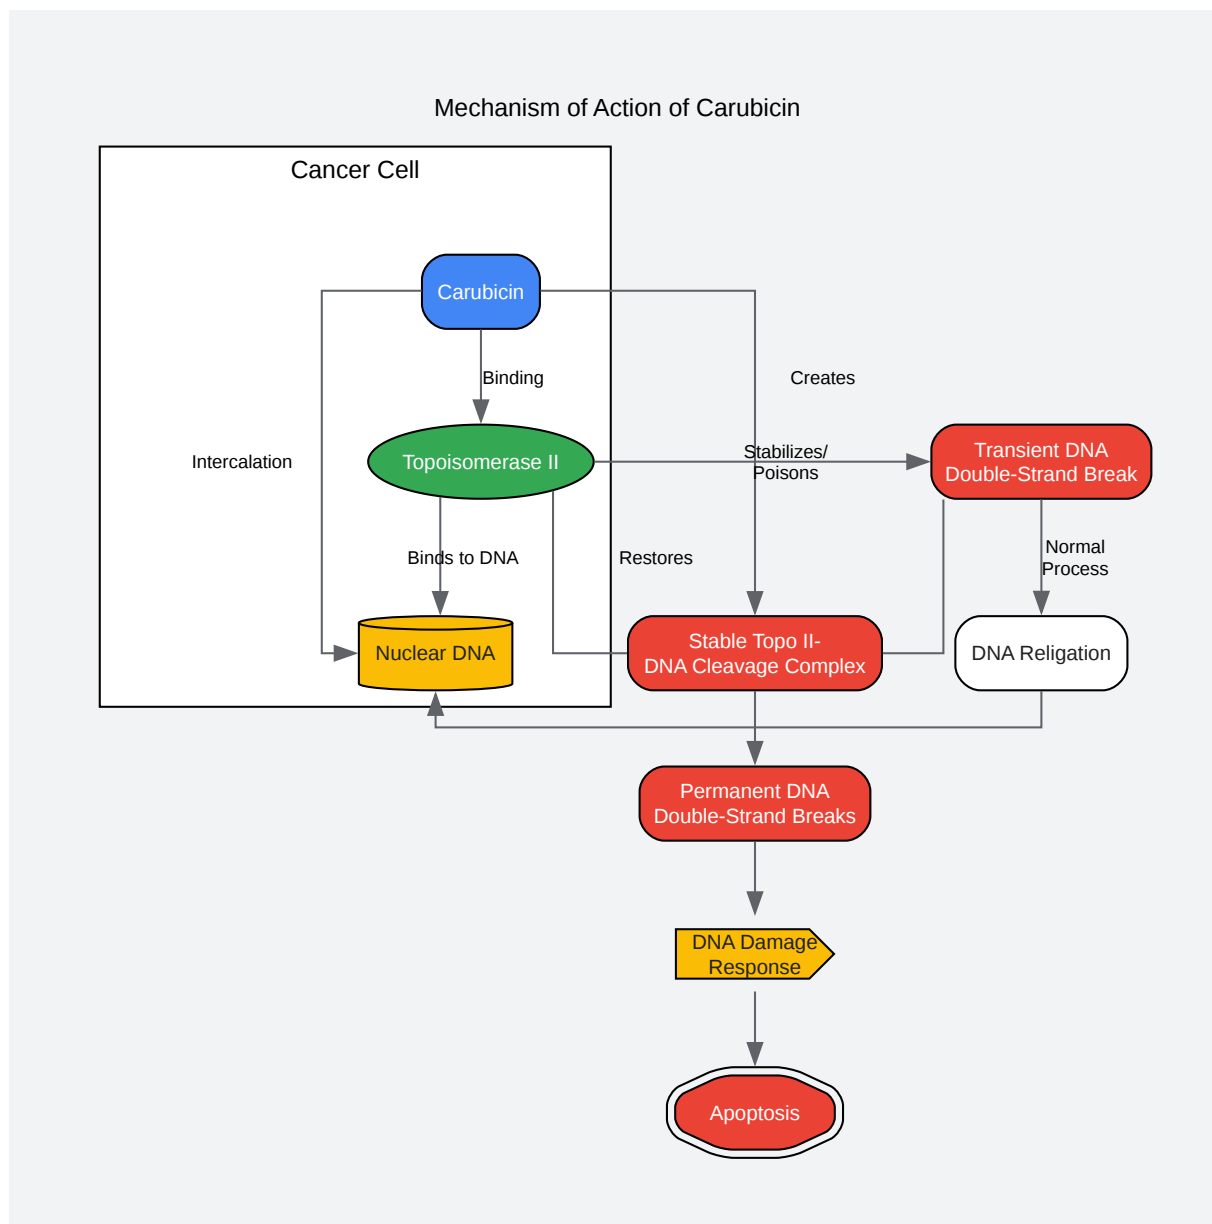 Mechanism of Action of Carubicin
Cancer Cell
Carubicin
Binding
Creates
Intercalation
Topoisomerase II
Stabilizes/
Poisons
Transient DNA
Double-Strand Break
Binds to DNA
Restores
Normal
Process
Nuclear DNA
Stable Topo II-
DNA Cleavage Complex
DNA Religation
Permanent DNA
Double-Strand Breaks
DNA Damage
Response
Apoptosis